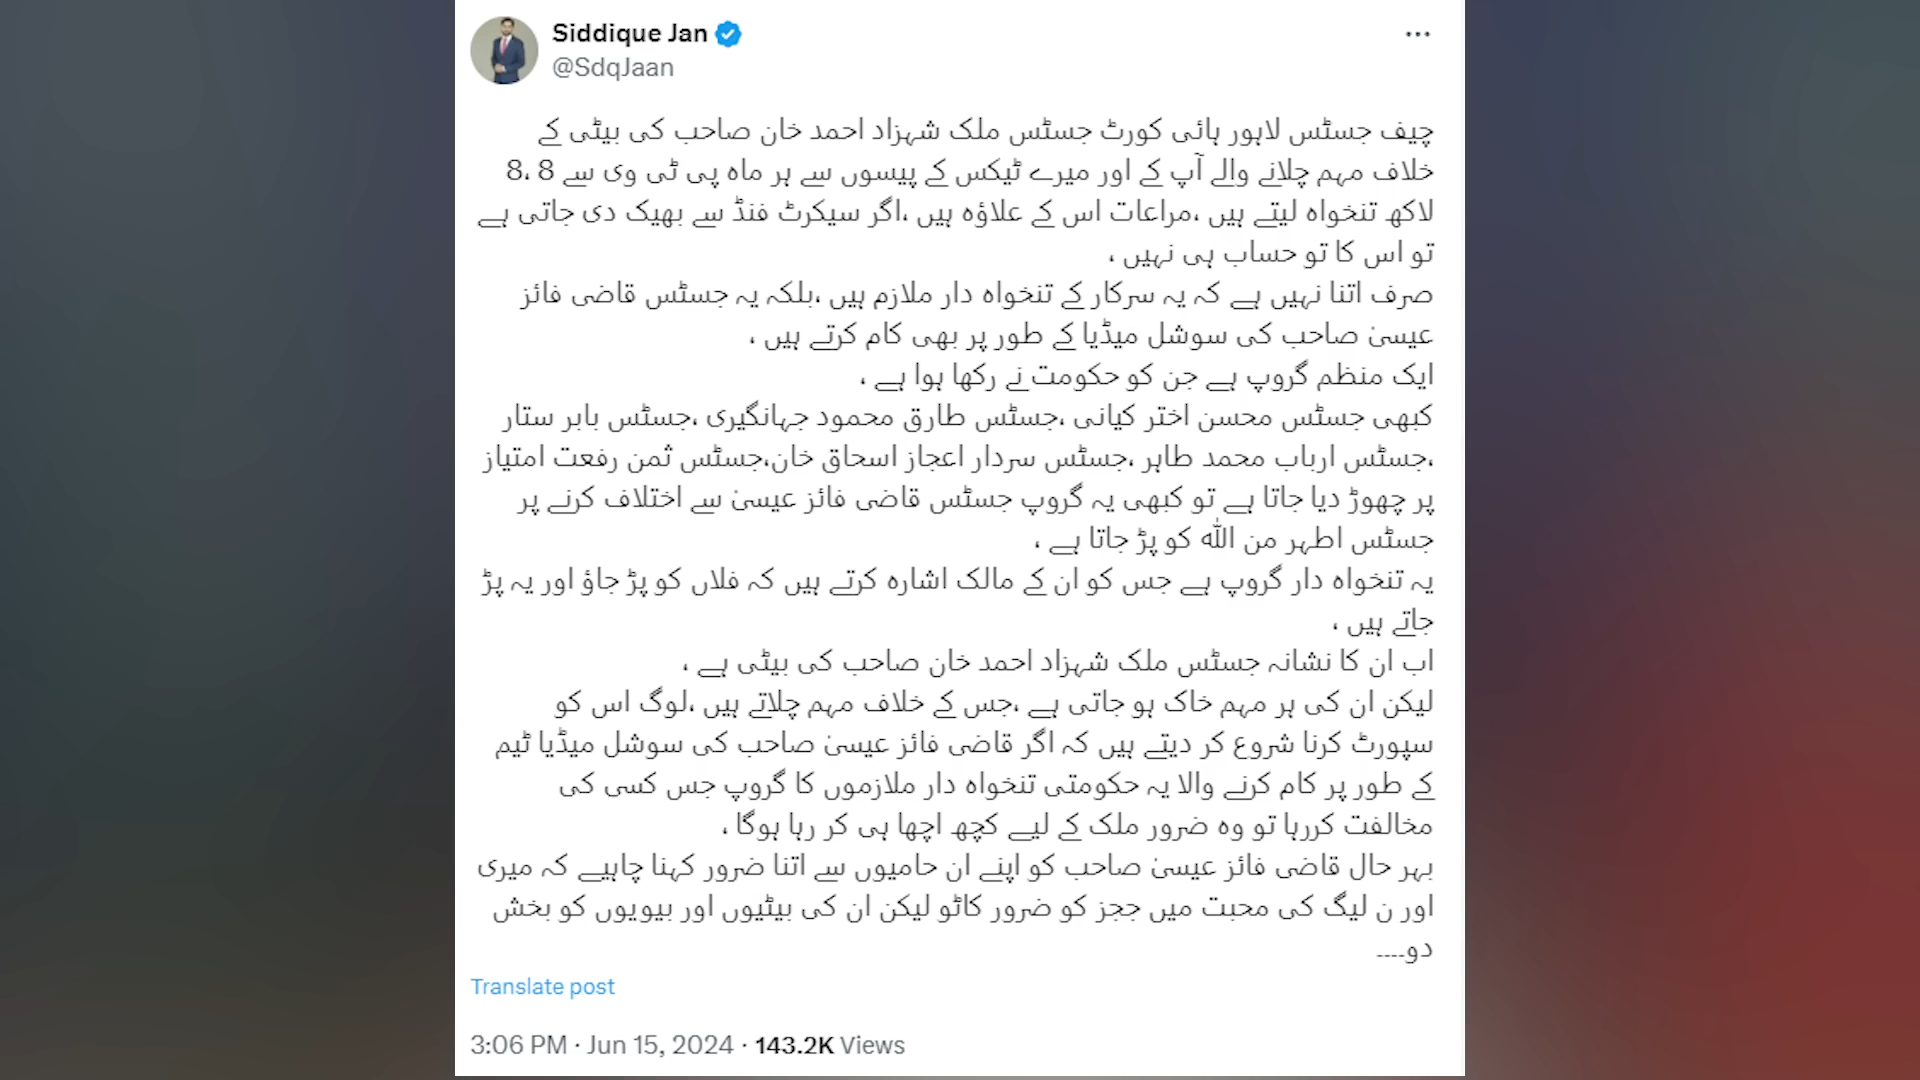 Siddique Jan
@SdqJaan
چیف جسٹس لاہور ہائی کورٹ جسٹس ملک شہزاد احمد خان صاحب کی بیٹی کے
خلاف مہم چلانے والے آپ کے اور میرے ٹیکس کے پیسوں سے ہر ماہ پی ٹی وی سے 8 ،8
لاکھ تنخواہ لیتے ہیں ،مراعات اس کے علاؤہ ہیں ،اگر سیکرٹ فنڈ سے بھیک دی جاتی ہے
تو اس کا تو حساب ہی نہیں ،
صرف اتنا نہیں ہے کہ یہ سرکار کے تنخواہ دار ملازم ہیں ،بلکہ یہ جسٹس قاضی فائز
عیسیٰ صاحب کی سوشل میڈیا کے طور پر بھی کام کرتے ہیں ،
ایک منظم گروپ ہے جن کو حکومت نے رکھا ہوا ہے ،
کبھی جسٹس محسن اختر کیانی ،جسٹس طارق محمود جہانگیری ،جسٹس بابر ستار
،جسٹس ارباب محمد طاہر ،جسٹس سردار اعجاز اسحاق خان،جسٹس ثمن رفعت امتیاز
پر چھوڑ دیا جاتا ہے تو کبھی یہ گروپ جسٹس قاضی فائز عیسیٰ سے اختلاف کرنے پر
جسٹس اطہر من اللّٰہ کو پڑ جاتا ہے ،
یہ تنخواہ دار گروپ ہے جس کو ان کے مالک اشارہ کرتے ہیں کہ فلاں کو پڑ جاؤ اور یہ پڑ
جاتے ہیں ،
اب ان کا نشانہ جسٹس ملک شہزاد احمد خان صاحب کی بیٹی ہے ،
لیکن ان کی ہر مہم خاک ہو جاتی ہے ،جس کے خلاف مہم چلاتے ہیں ،لوگ اس کو
سپورٹ کرنا شروع کر دیتے ہیں کہ اگر قاضی فائز عیسیٰ صاحب کی سوشل میڈیا ٹیم
کے طور پر کام کرنے والا یہ حکومتی تنخواہ دار ملازموں کا گروپ جس کسی کی
مخالفت کررہا تو وہ ضرور ملک کے لیے کچھ اچھا ہی کر رہا ہوگا ،
بہر حال قاضی فائز عیسیٰ صاحب کو اپنے ان حامیوں سے اتنا ضرور کہنا چاہیے کہ میری
اور ن لیگ کی محبت میں ججز کو ضرور کاٹو لیکن ان کی بیٹیوں اور بیویوں کو بخش
دو۔۔۔۔
Translate post
3:06 PM · Jun 15, 2024 · 143.2K Views